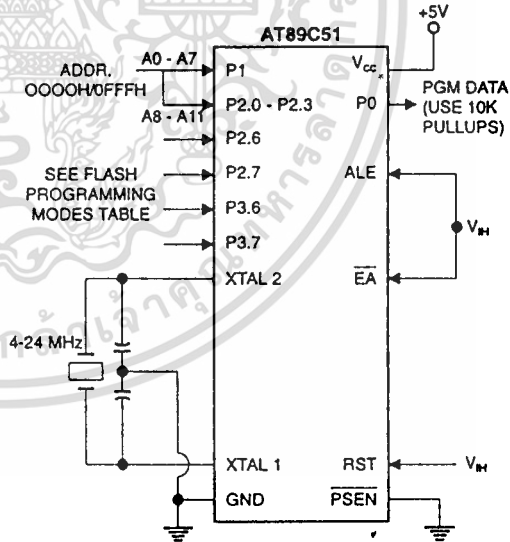 +5V
AT89C51
A0 - A7
ADDR.
OOOOH/0FFFH
P1
VCC
PGM DATA
(USE 10K
PULLUPS)
P2.0 - P2.3
P0
A8 - A11
P2.6
SEE FLASH
PROGRAMMING
MODES TABLE
P2.7
ALE
P3.6
VIH
P3.7
XTAL 2
EA
4-24 MHz
XTAL 1
RST
VIH
GND
PSEN